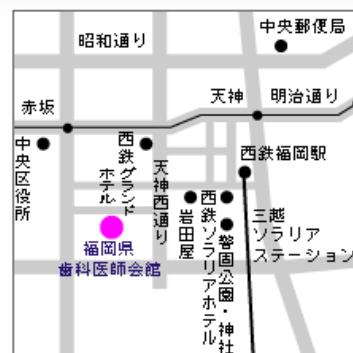 中央郵便局
昭和通り
天神
明治通り
赤坂
中央区役所
西鉄グランド
ホテル
天神西通り
西鉄福岡駅
岩田屋
西鉄ソラリアホテル
警固公園・神社
三越
ソラリア
ステーション
福岡県
歯科医師会館